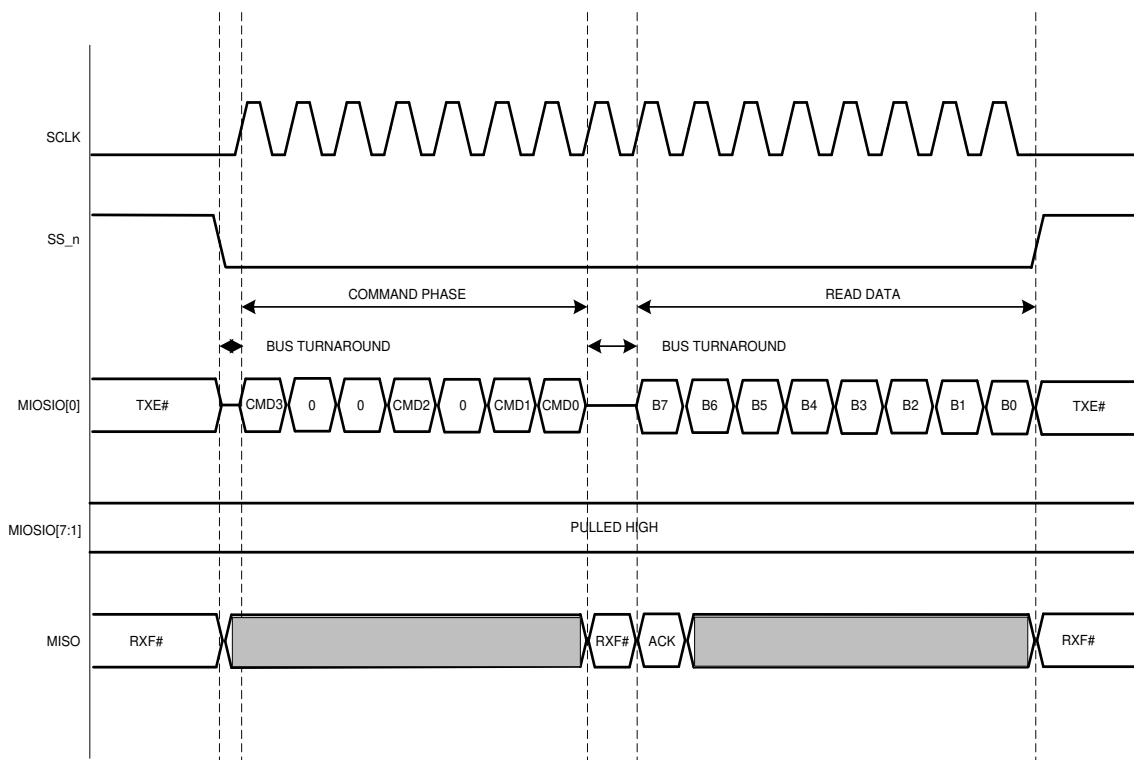 SCLK
SS_n
COMMAND PHASE READ DATA
BUS TURNAROUND BUS TURNAROUND
MIOSIO[0] TXE# CMD3 0 0 CMD2 0 CMD1 CMD0 B7 B6 B5 B4 B3 B2 B1 B0 TXE#
MIOSIO[7:1] PULLED HIGH
MISO RXF# RXF# ACK RXF#